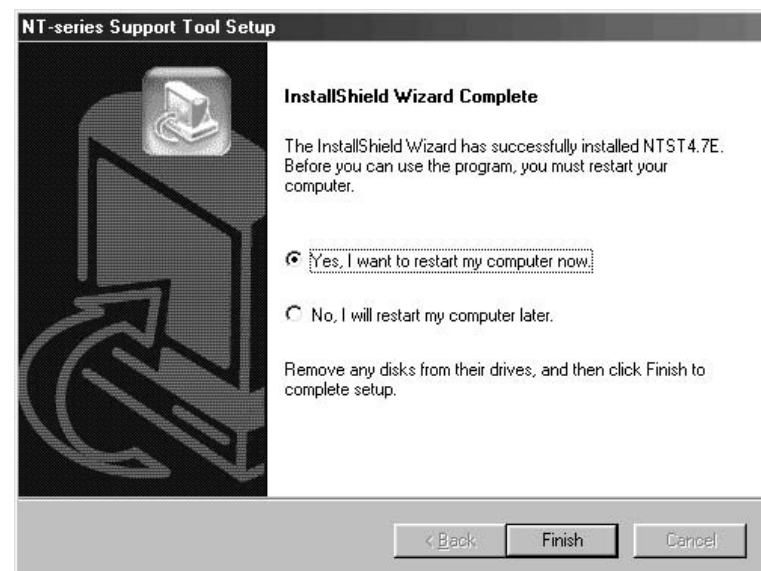 NT-series Support Tool Setup
InstallShield Wizard Complete
The InstallShield Wizard has successfully installed NTST4.7E.
Before you can use the program, you must restart your
computer.
Yes, I want to restart my computer now.
No, I will restart my computer later.
Remove any disks from their drives, and then click Finish to
complete setup.
< Back Finish Cancel